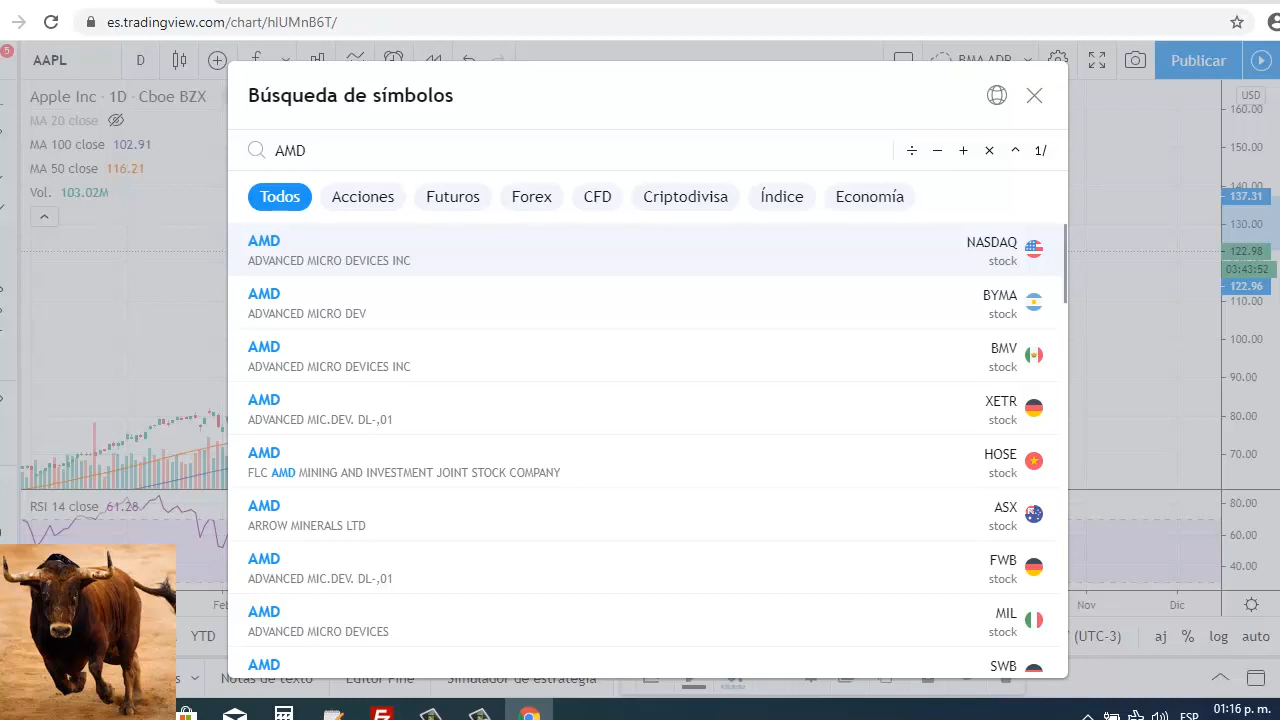 es.tradingview.com/chart/hIUMnB6T/
5
AAPL
D
Publicar
Apple Inc · 1D · Cboe BZX
MA 20 close
MA 100 close 102.91
MA 50 close 116.21
Vol. 103.02M
Búsqueda de símbolos
AMD
÷ − + × ^ 1/
Todos Acciones Futuros Forex CFD Criptodivisa Índice Economía
AMD NASDAQ
ADVANCED MICRO DEVICES INC stock
AMD BYMA
ADVANCED MICRO DEV stock
AMD BMV
ADVANCED MICRO DEVICES INC stock
AMD XETR
ADVANCED MIC.DEV. DL-,01 stock
AMD HOSE
FLC AMD MINING AND INVESTMENT JOINT STOCK COMPANY stock
AMD ASX
ARROW MINERALS LTD stock
AMD FWB
ADVANCED MIC.DEV. DL-,01 stock
AMD MIL
ADVANCED MICRO DEVICES stock
AMD SWB
USD
160.00
150.00
140.00
137.31
130.00
122.98
03:43:52
122.96
110.00
100.00
90.00
80.00
70.00
RSI 14 close 61.28
80.00
60.00
40.00
Nov Dic
YTD
(UTC-3) aj % log auto
Notas de texto Editor Pine Simulador de estrategia
ESP 01:16 p. m.